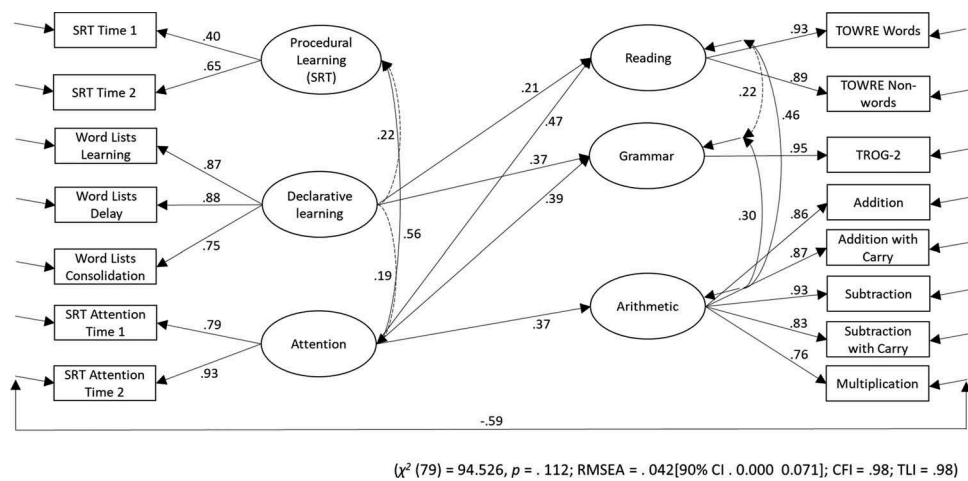 SRT Time 1
.40
Procedural
Learning
(SRT)
SRT Time 2
.65
Word Lists
Learning
.87
Word Lists
Delay
.88
Declarative
learning
Word Lists
Consolidation
.75
SRT Attention
Time 1
.79
Attention
SRT Attention
Time 2
.93
.22
.56
.19
.21
.47
.37
.39
.37
Reading
Grammar
Arithmetic
.93
TOWRE Words
.89
TOWRE Non-
words
.22
.46
.95
TROG-2
.30
.86
Addition
.87
Addition with
Carry
.93
Subtraction
.83
Subtraction
with Carry
.76
Multiplication
-.59
(χ² (79) = 94.526, p = . 112; RMSEA = . 042[90% CI . 0.000 0.071]; CFI = .98; TLI = .98)